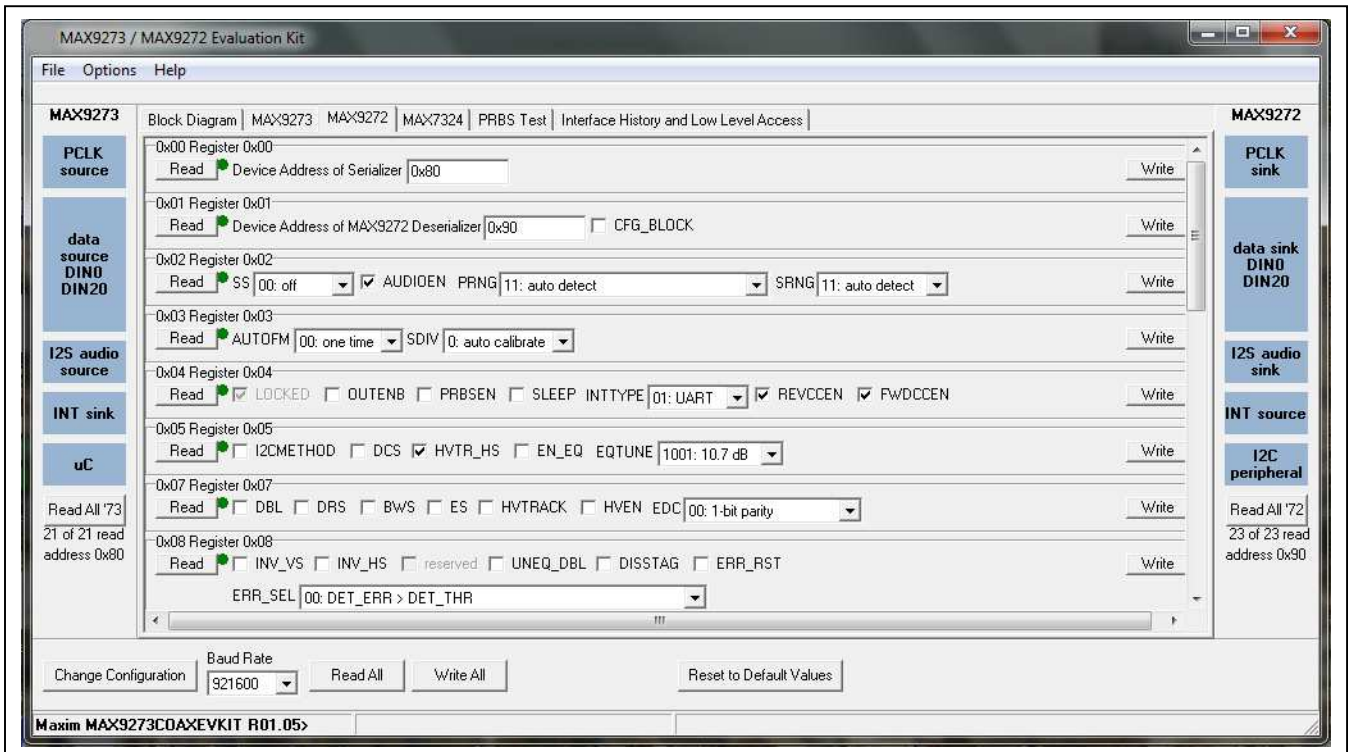 MAX9273 / MAX9272 Evaluation Kit
File Options Help
MAX9273
PCLK
source
data
source
DIN0
DIN20
I2S audio
source
INT sink
uC
Read All '73
21 of 21 read
address 0x80
Block Diagram MAX9273 MAX9272 MAX7324 PRBS Test Interface History and Low Level Access
0x00 Register 0x00
Read Device Address of Serializer 0x80 Write
0x01 Register 0x01
Read Device Address of MAX9272 Deserializer 0x90 CFG_BLOCK Write
0x02 Register 0x02
Read SS 00: off AUDIOEN PRNG 11: auto detect SRNG 11: auto detect Write
0x03 Register 0x03
Read AUTOFM 00: one time SDIV 0: auto calibrate Write
0x04 Register 0x04
Read LOCKED OUTENB PRBSEN SLEEP INTTYPE 01: UART REVCCEN FWDCCEN Write
0x05 Register 0x05
Read I2CMETHOD DCS HVTR_HS EN_EQ EQTUNE 1001: 10.7 dB Write
0x07 Register 0x07
Read DBL DRS BWS ES HVTRACK HVEN EDC 00: 1-bit parity Write
0x08 Register 0x08
Read INV_VS INV_HS reserved UNEQ_DBL DISSTAG ERR_RST Write
ERR_SEL 00: DET_ERR > DET_THR
MAX9272
PCLK
sink
data sink
DIN0
DIN20
I2S audio
sink
INT source
I2C
peripheral
Read All '72
23 of 23 read
address 0x90
Change Configuration
Baud Rate
921600
Read All
Write All
Reset to Default Values
Maxim MAX9273COAXEVKIT R01.05>